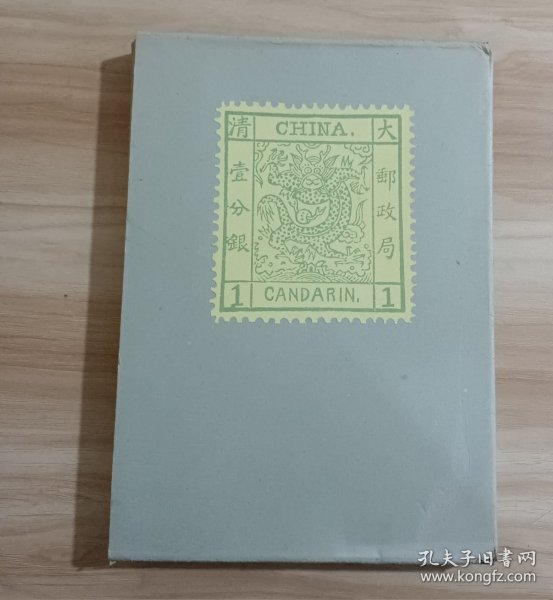 清 CHINA. 大
壹分銀
郵政局
1 CANDARIN. 1
孔夫子旧书网
www.kongfz.com